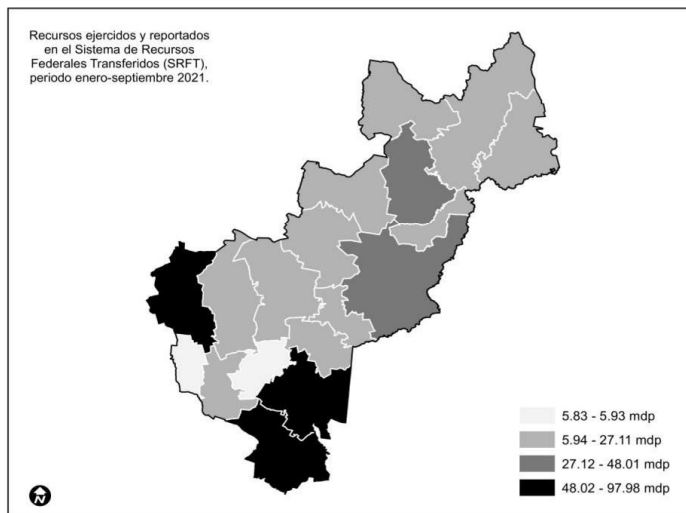 Recursos ejercidos y reportados
en el Sistema de Recursos
Federales Transferidos (SRFT),
periodo enero-septiembre 2021.
5.83 - 5.93 mdp
5.94 - 27.11 mdp
27.12 - 48.01 mdp
48.02 - 97.98 mdp
N